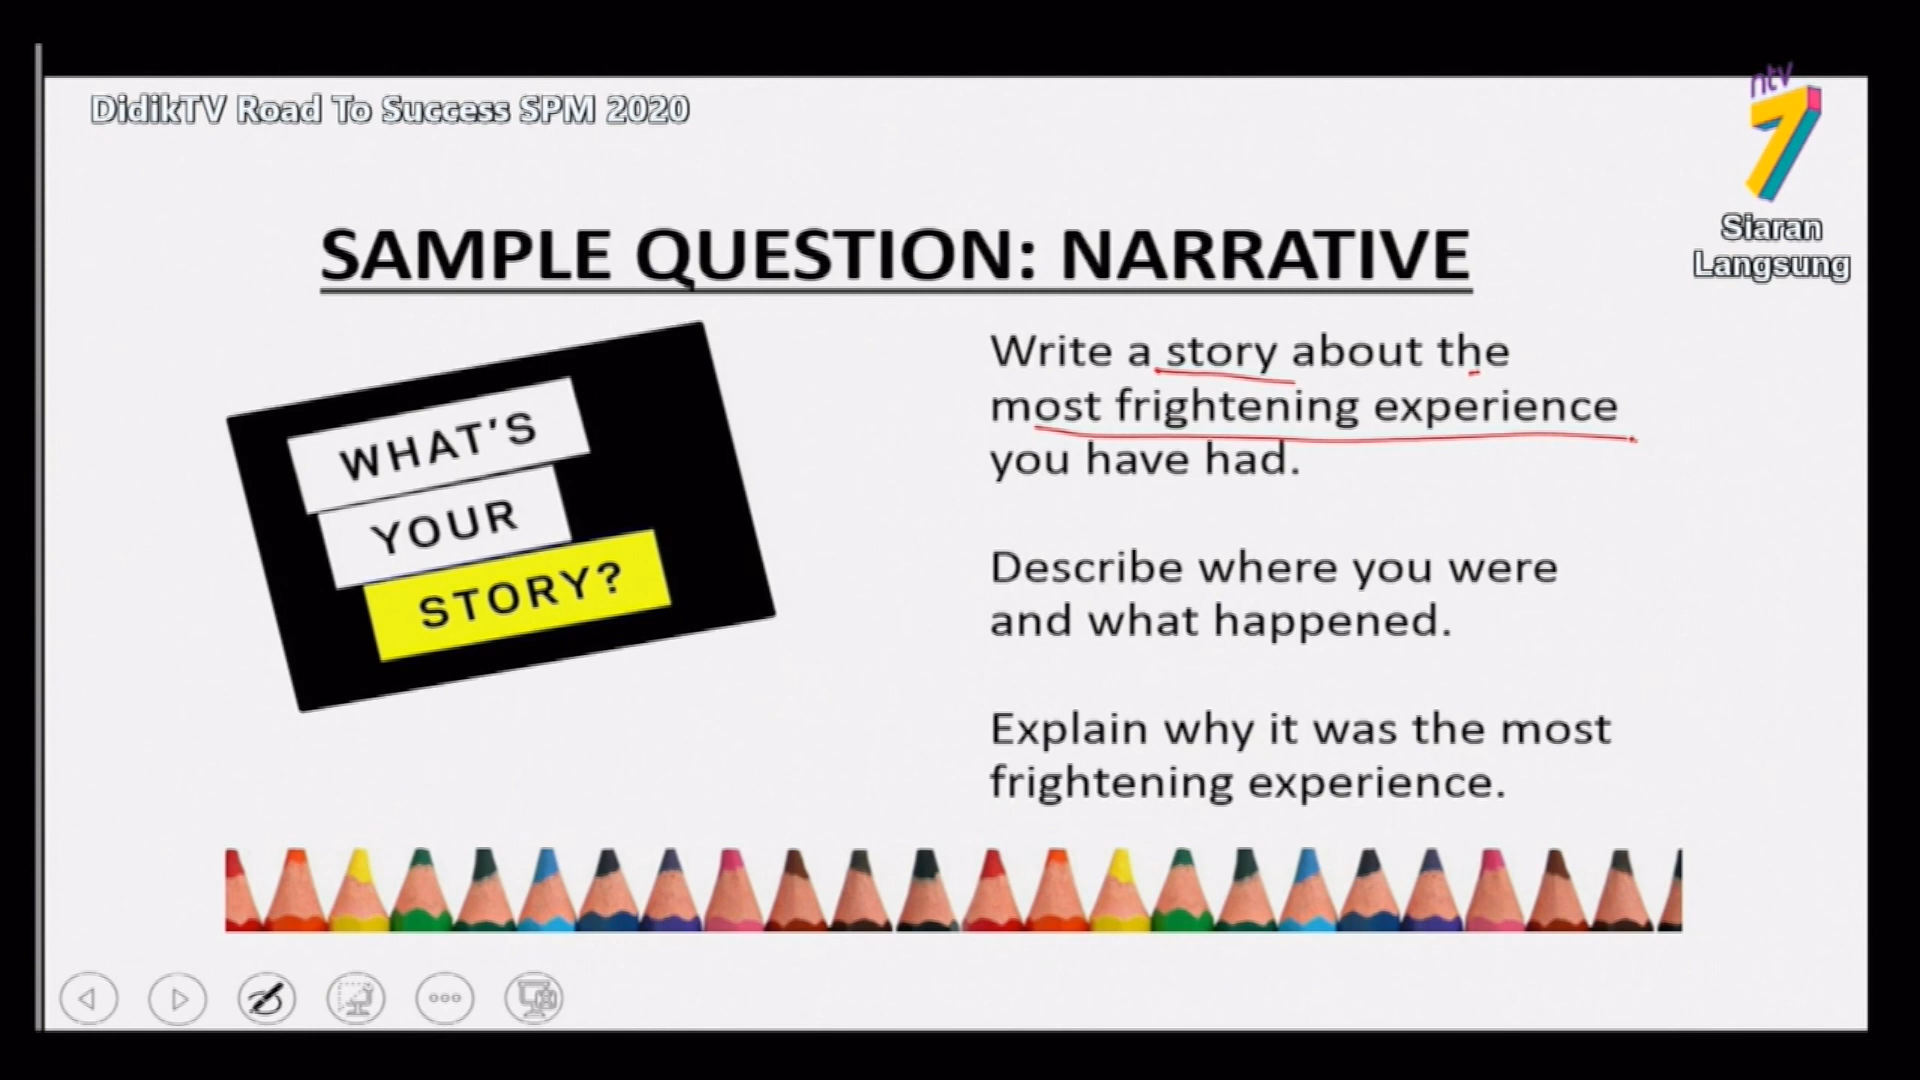 DidikTV Road To Success SPM 2020
ntv
7
Siaran
Langsung
SAMPLE QUESTION: NARRATIVE
WHAT'S
YOUR
STORY?
Write a story about the
most frightening experience
you have had.
Describe where you were
and what happened.
Explain why it was the most
frightening experience.